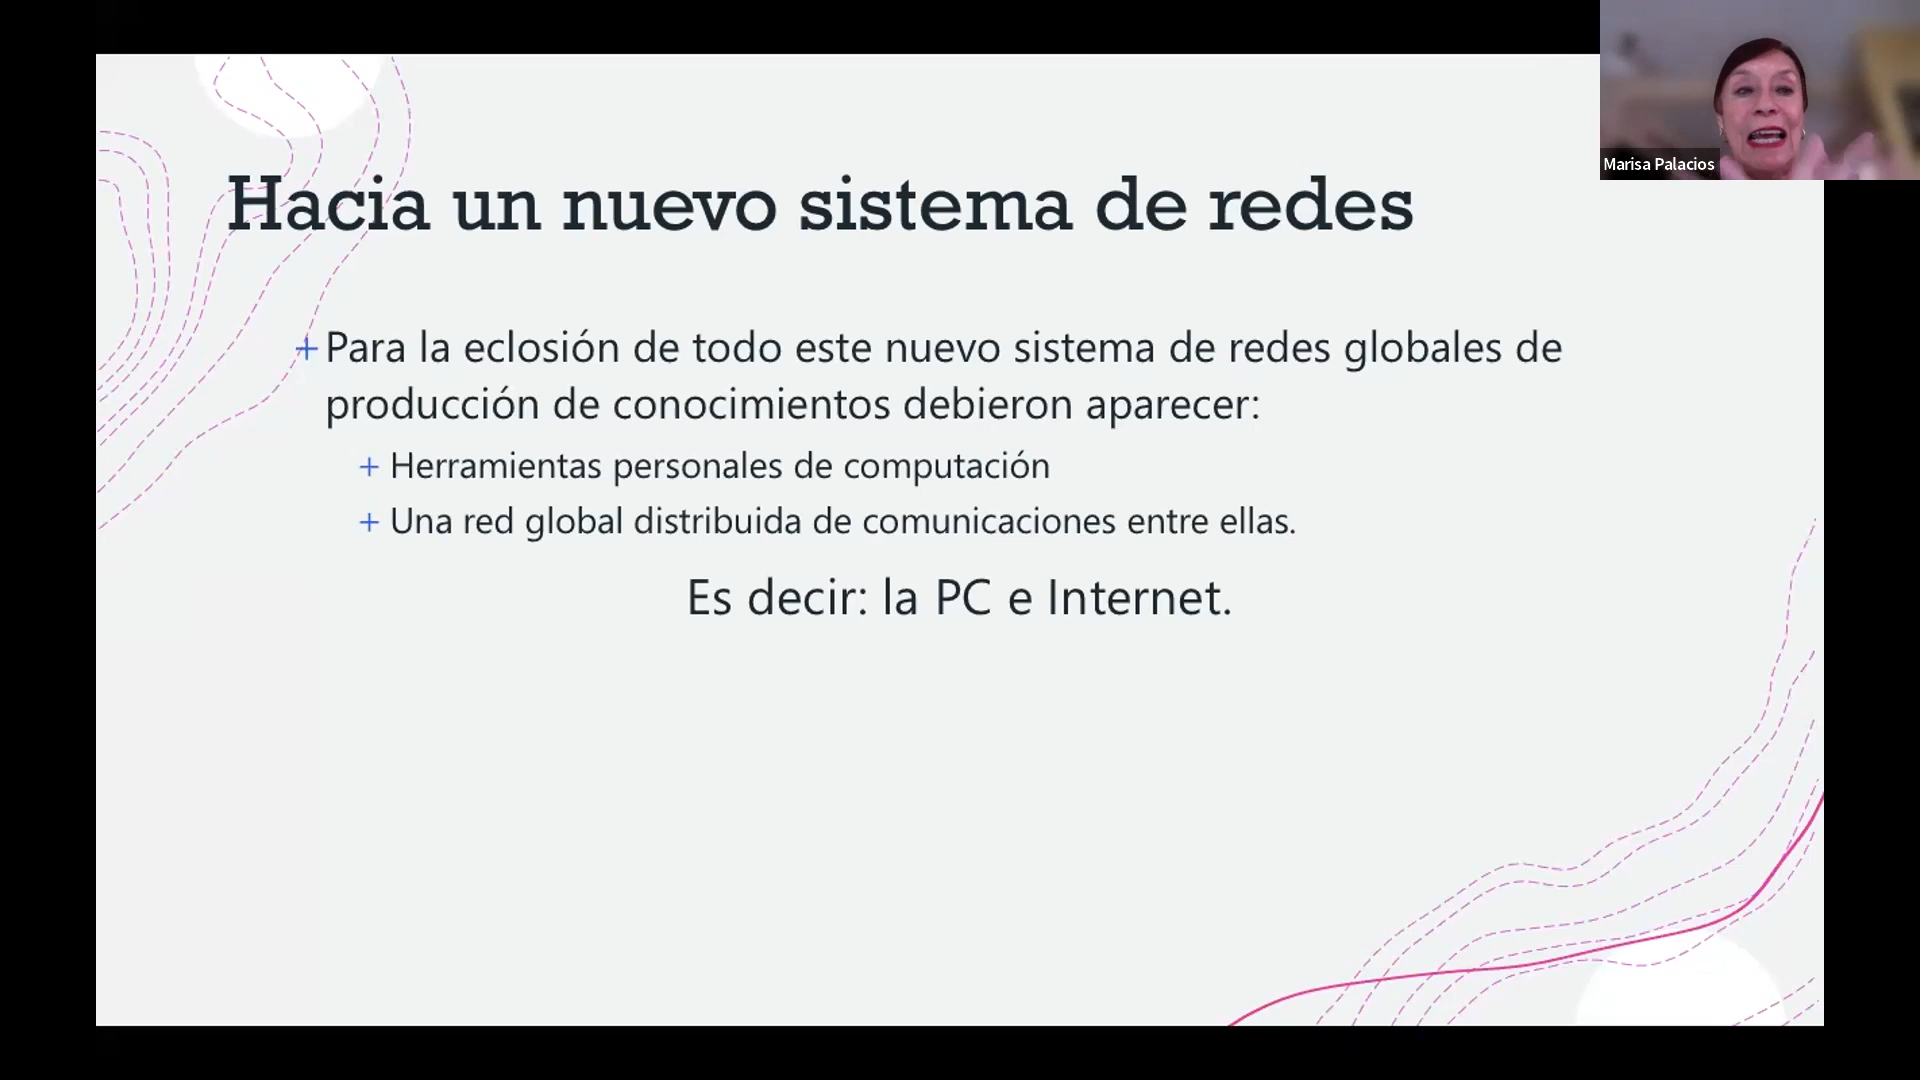 Marisa Palacios
Hacia un nuevo sistema de redes
+ Para la eclosión de todo este nuevo sistema de redes globales de
producción de conocimientos debieron aparecer:
+ Herramientas personales de computación
+ Una red global distribuida de comunicaciones entre ellas.
Es decir: la PC e Internet.